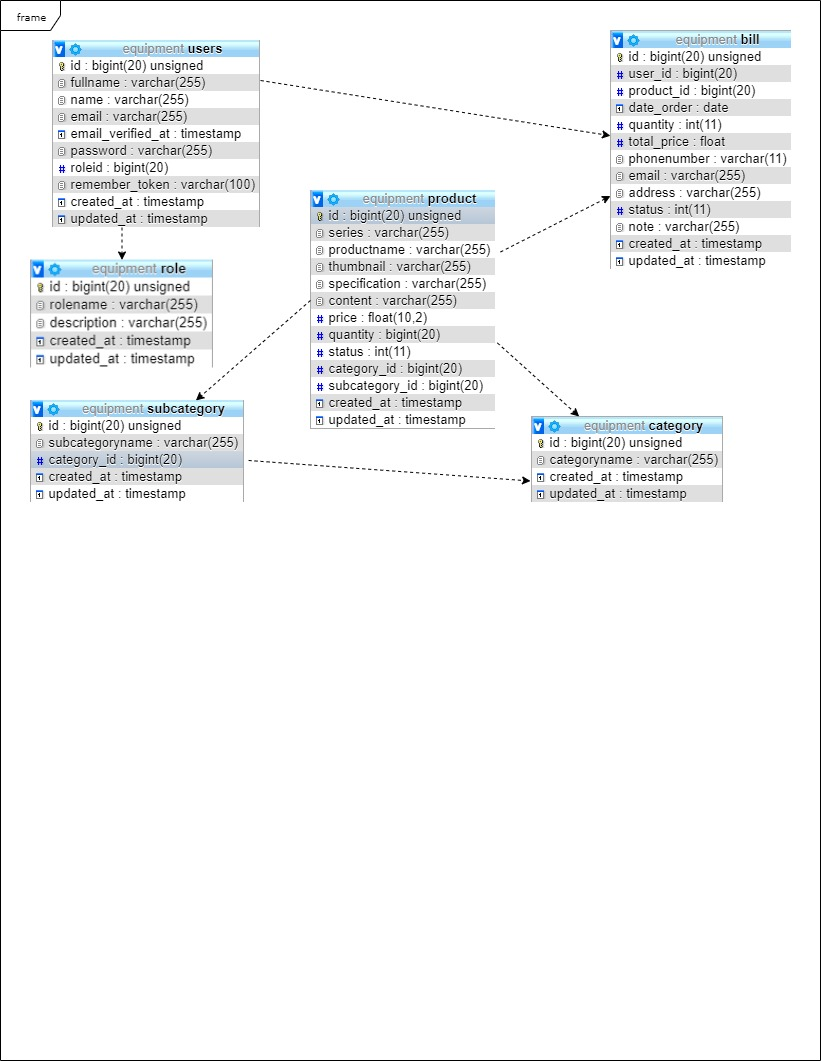 frame
equipment users
id : bigint(20) unsigned
fullname : varchar(255)
name : varchar(255)
email : varchar(255)
email_verified_at : timestamp
password : varchar(255)
roleid : bigint(20)
remember_token : varchar(100)
created_at : timestamp
updated_at : timestamp
equipment bill
id : bigint(20) unsigned
user_id : bigint(20)
product_id : bigint(20)
date_order : date
quantity : int(11)
total_price : float
phonenumber : varchar(11)
email : varchar(255)
address : varchar(255)
status : int(11)
note : varchar(255)
created_at : timestamp
updated_at : timestamp
equipment product
id : bigint(20) unsigned
series : varchar(255)
productname : varchar(255)
thumbnail : varchar(255)
specification : varchar(255)
content : varchar(255)
price : float(10,2)
quantity : bigint(20)
status : int(11)
category_id : bigint(20)
subcategory_id : bigint(20)
created_at : timestamp
updated_at : timestamp
equipment role
id : bigint(20) unsigned
rolename : varchar(255)
description : varchar(255)
created_at : timestamp
updated_at : timestamp
equipment subcategory
id : bigint(20) unsigned
subcategoryname : varchar(255)
category_id : bigint(20)
created_at : timestamp
updated_at : timestamp
equipment category
id : bigint(20) unsigned
categoryname : varchar(255)
created_at : timestamp
updated_at : timestamp